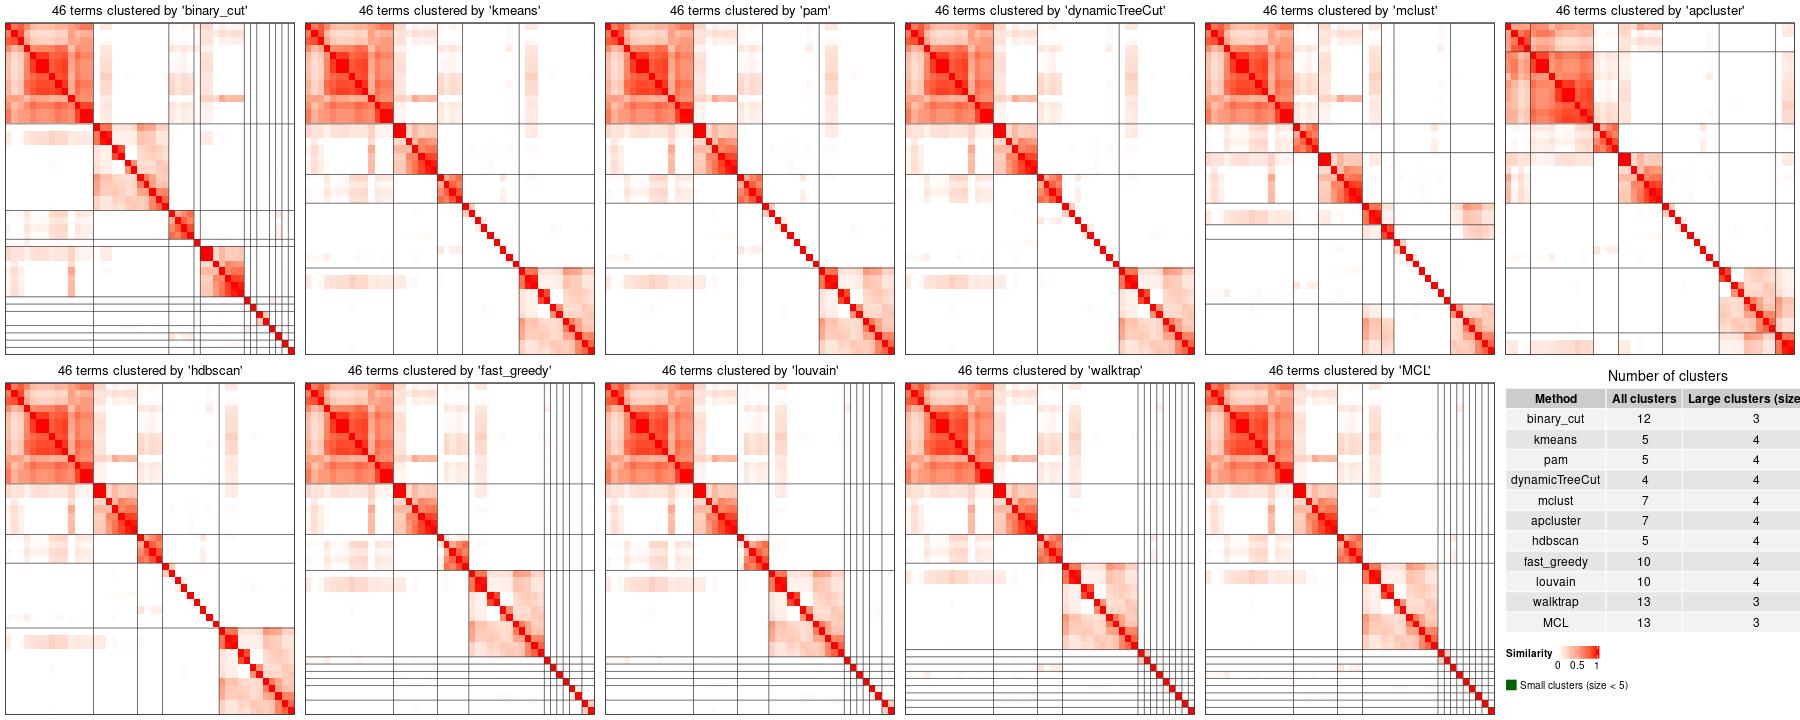 46 terms clustered by 'binary_cut'
46 terms clustered by 'kmeans'
46 terms clustered by 'pam'
46 terms clustered by 'dynamicTreeCut'
46 terms clustered by 'mclust'
46 terms clustered by 'apcluster'
46 terms clustered by 'hdbscan'
46 terms clustered by 'fast_greedy'
46 terms clustered by 'louvain'
46 terms clustered by 'walktrap'
46 terms clustered by 'MCL'
Number of clusters
Method All clusters Large clusters (size
binary_cut 12 3
kmeans 5 4
pam 5 4
dynamicTreeCut 4 4
mclust 7 4
apcluster 7 4
hdbscan 5 4
fast_greedy 10 4
louvain 10 4
walktrap 13 3
MCL 13 3
Similarity
0 0.5 1
Small clusters (size < 5)